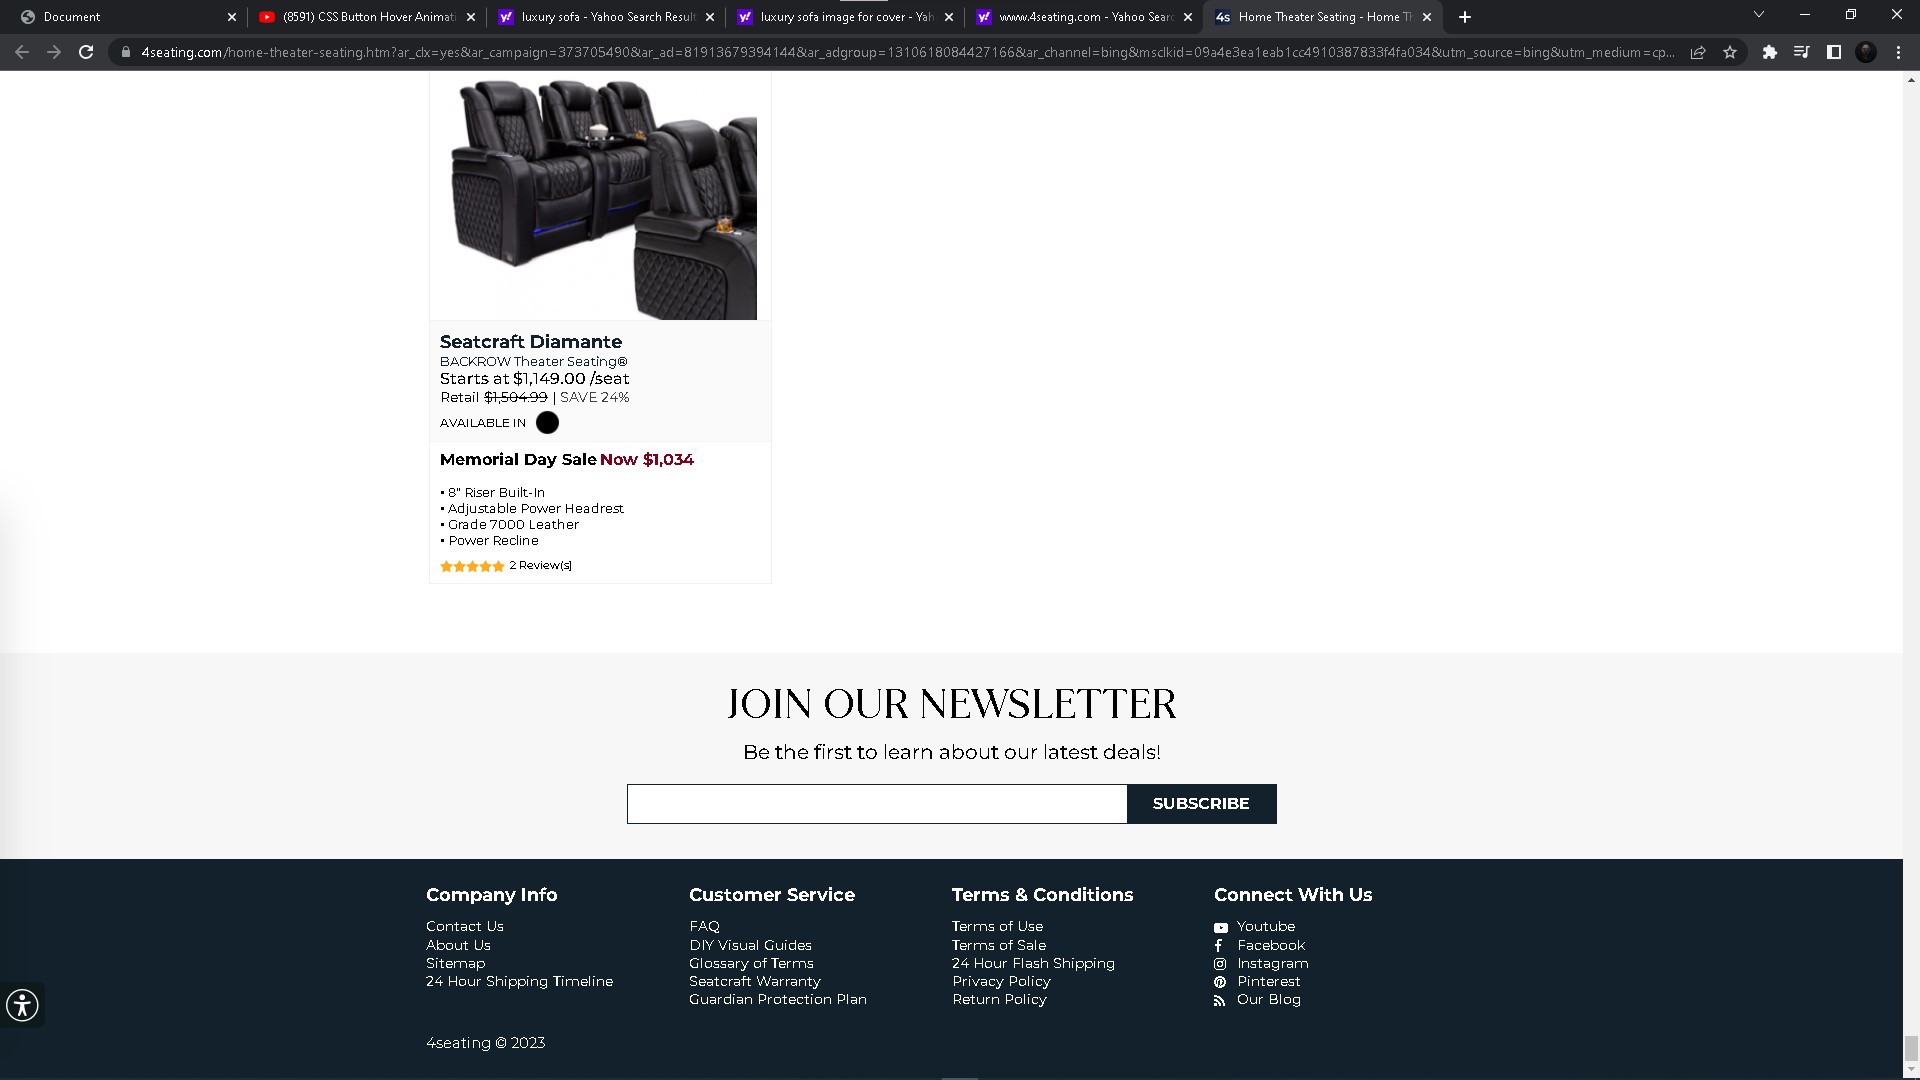 Document
(8591) CSS Button Hover Animati
luxury sofa - Yahoo Search Result
luxury sofa image for cover - Yah
www.4seating.com - Yahoo Searc
4s Home Theater Seating - Home Th
4seating.com/home-theater-seating.htm?ar_clx=yes&ar_campaign=373705490&ar_ad=81913679394144&ar_adgroup=1310618084427166&ar_channel=bing&msclkid=09a4e3ea1eab1cc4910387833f4fa034&utm_source=bing&utm_medium=cp...
Seatcraft Diamante
BACKROW Theater Seating®
Starts at $1,149.00 /seat
Retail $1,504.99 | SAVE 24%
AVAILABLE IN
Memorial Day Sale Now $1,034
• 8" Riser Built-In
• Adjustable Power Headrest
• Grade 7000 Leather
• Power Recline
2 Review(s)
JOIN OUR NEWSLETTER
Be the first to learn about our latest deals!
SUBSCRIBE
Company Info
Contact Us
About Us
Sitemap
24 Hour Shipping Timeline
Customer Service
FAQ
DIY Visual Guides
Glossary of Terms
Seatcraft Warranty
Guardian Protection Plan
Terms & Conditions
Terms of Use
Terms of Sale
24 Hour Flash Shipping
Privacy Policy
Return Policy
Connect With Us
Youtube
Facebook
Instagram
Pinterest
Our Blog
4seating © 2023